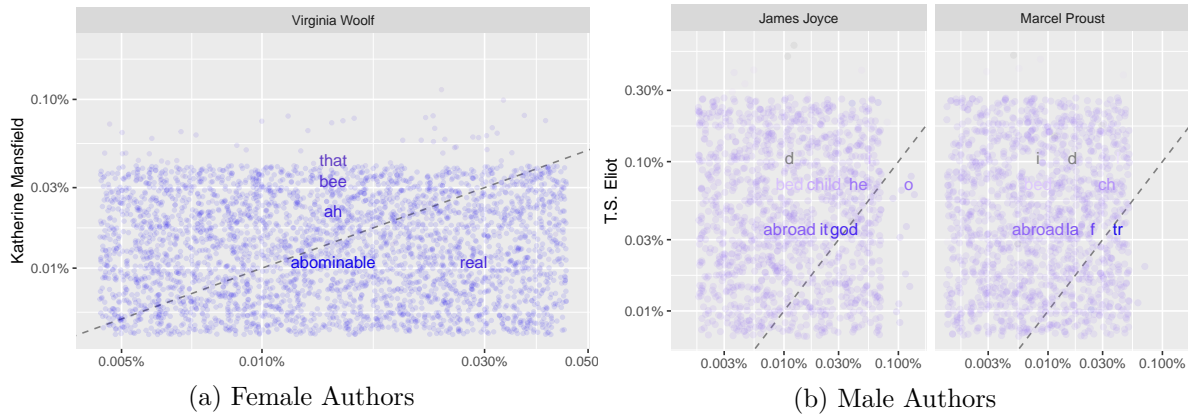 Virginia Woolf
Katherine Mansfield
0.10%
0.03%
0.01%
that
bee
ah
abominable
real
0.005%
0.010%
0.030%
0.050
(a) Female Authors
James Joyce
Marcel Proust
T.S. Eliot
0.30%
0.10%
0.03%
0.01%
d
bed child he o
abroad it god
i d
ch
abroad la f tr
0.003%
0.010%
0.030%
0.100%
0.003%
0.010%
0.030%
0.100%
(b) Male Authors